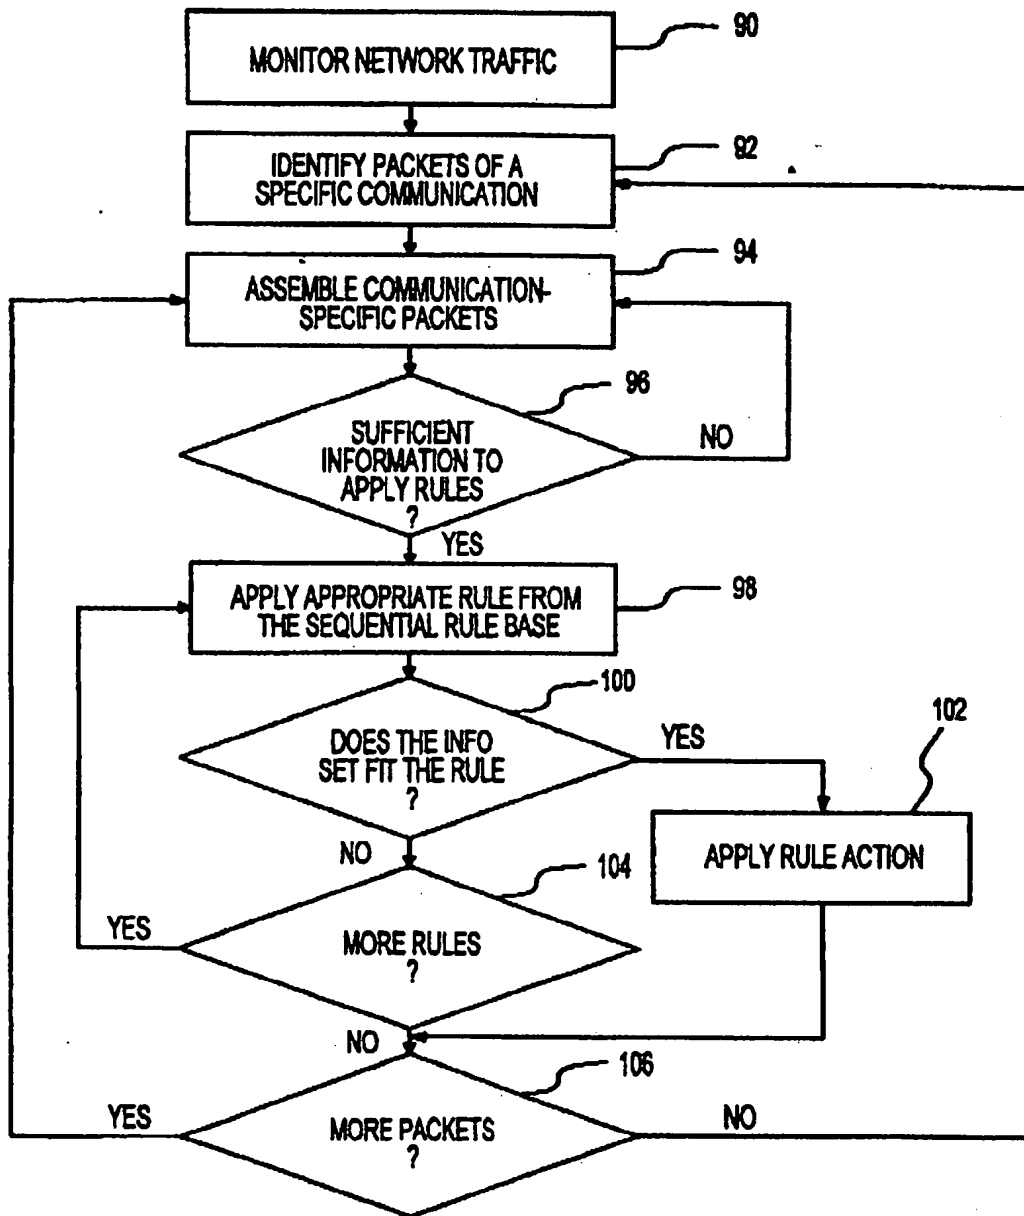 90
MONITOR NETWORK TRAFFIC
92
IDENTIFY PACKETS OF A
SPECIFIC COMMUNICATION
94
ASSEMBLE COMMUNICATION-
SPECIFIC PACKETS
96
SUFFICIENT
INFORMATION TO
APPLY RULES
?
NO
YES
98
APPLY APPROPRIATE RULE FROM
THE SEQUENTIAL RULE BASE
100
DOES THE INFO
SET FIT THE RULE
?
YES
102
APPLY RULE ACTION
NO
104
MORE RULES
?
YES
NO
106
MORE PACKETS
?
YES
NO